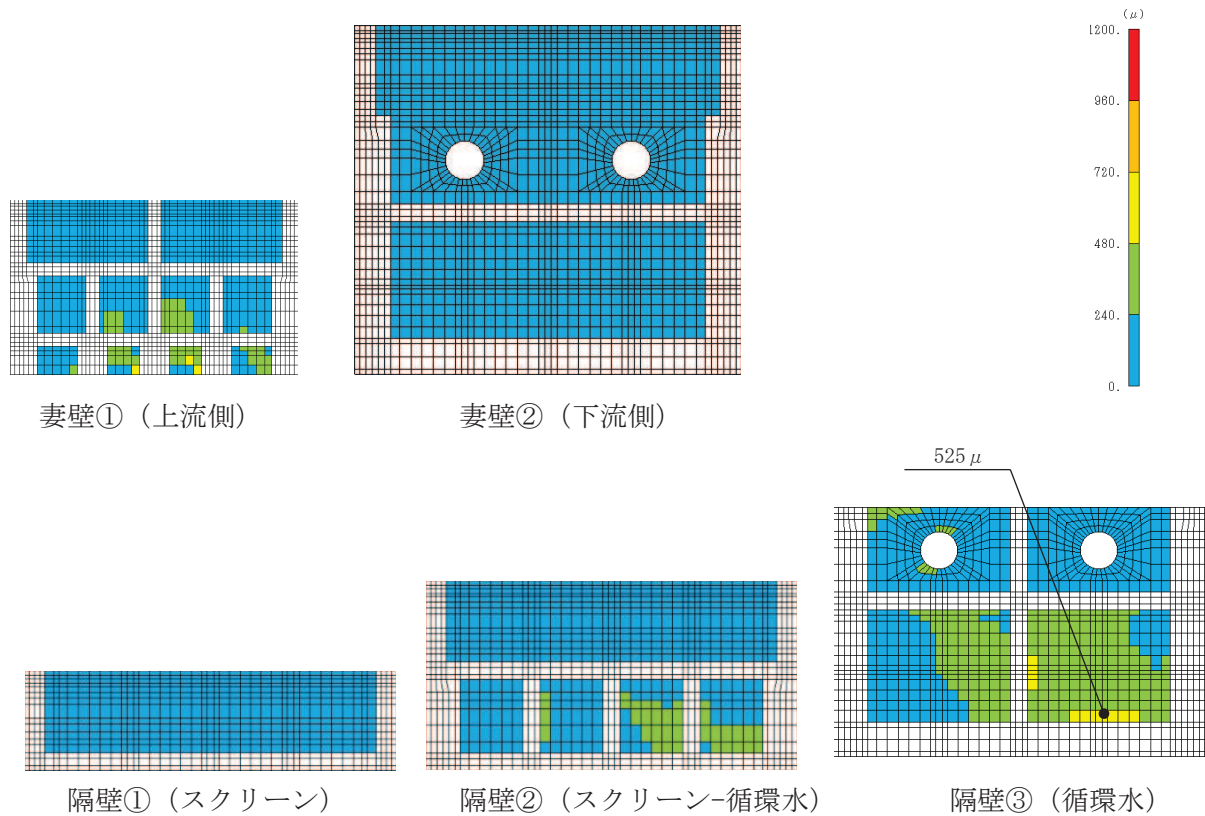 (μ)
1200.
960.
720.
480.
240.
0.
妻壁①（上流側）
妻壁②（下流側）
525μ
隔壁①（スクリーン）
隔壁②（スクリーン-循環水）
隔壁③（循環水）